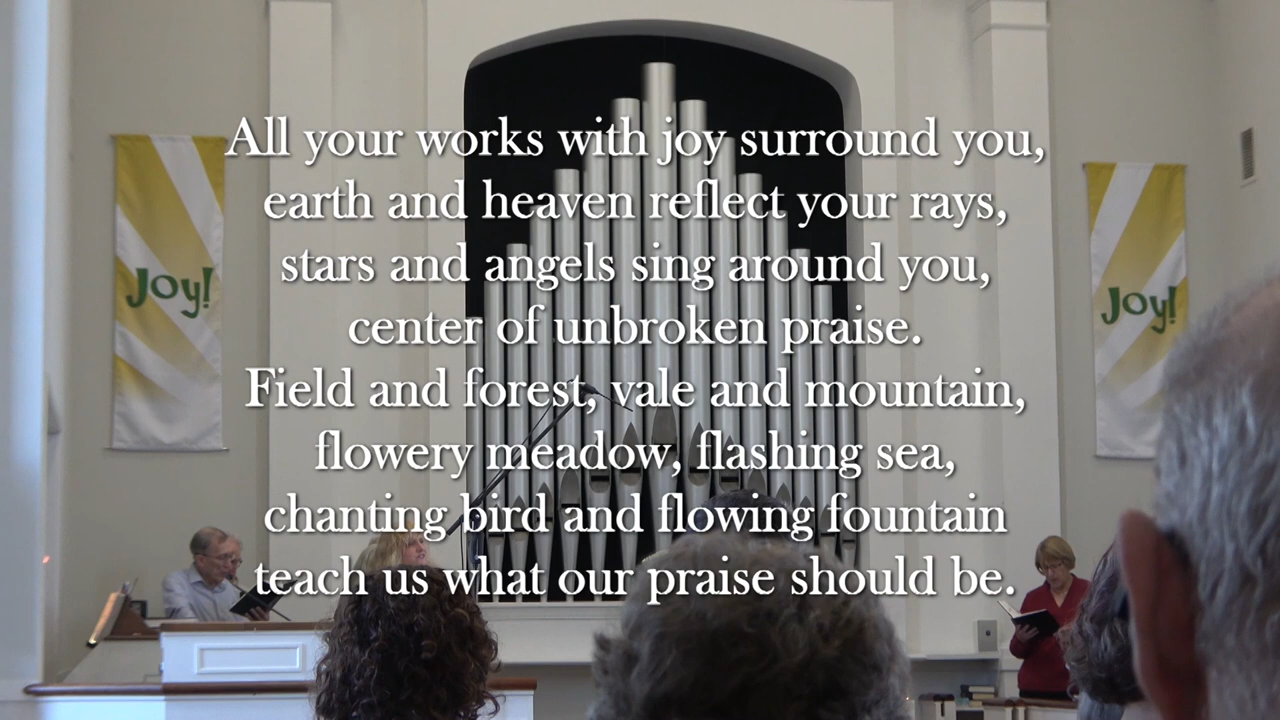 All your works with joy surround you,
earth and heaven reflect your rays,
stars and angels sing around you,
center of unbroken praise.
Field and forest, vale and mountain,
flowery meadow, flashing sea,
chanting bird and flowing fountain
teach us what our praise should be.
Joy!
Joy!